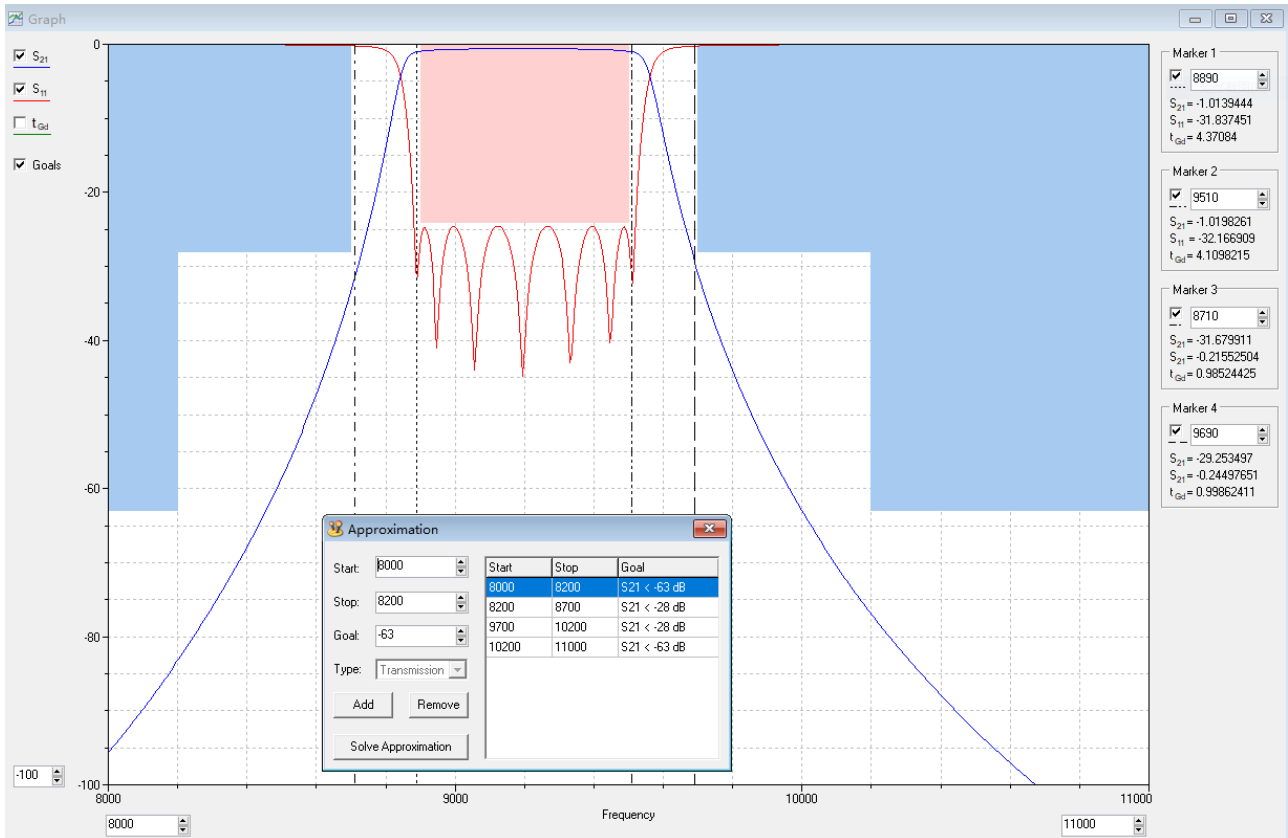 Graph
S21
S11
tGd
Goals
0
-20
-40
-60
-80
-100
-100
8000
9000
10000
11000
Frequency
8000
11000
Marker 1
8890
S21= -1.0139444
S11= -31.837451
tGd= 4.37084
Marker 2
9510
S21= -1.0198261
S11= -32.166909
tGd= 4.1098215
Marker 3
8710
S21= -31.679911
S21= -0.21552504
tGd= 0.98524425
Marker 4
9690
S21= -29.253497
S21= -0.24497651
tGd= 0.99862411
Approximation
Start: 8000
Stop: 8200
Goal: -63
Type: Transmission
Add Remove
Solve Approximation
Start Stop Goal
8000 8200 S21 < -63 dB
8200 8700 S21 < -28 dB
9700 10200 S21 < -28 dB
10200 11000 S21 < -63 dB